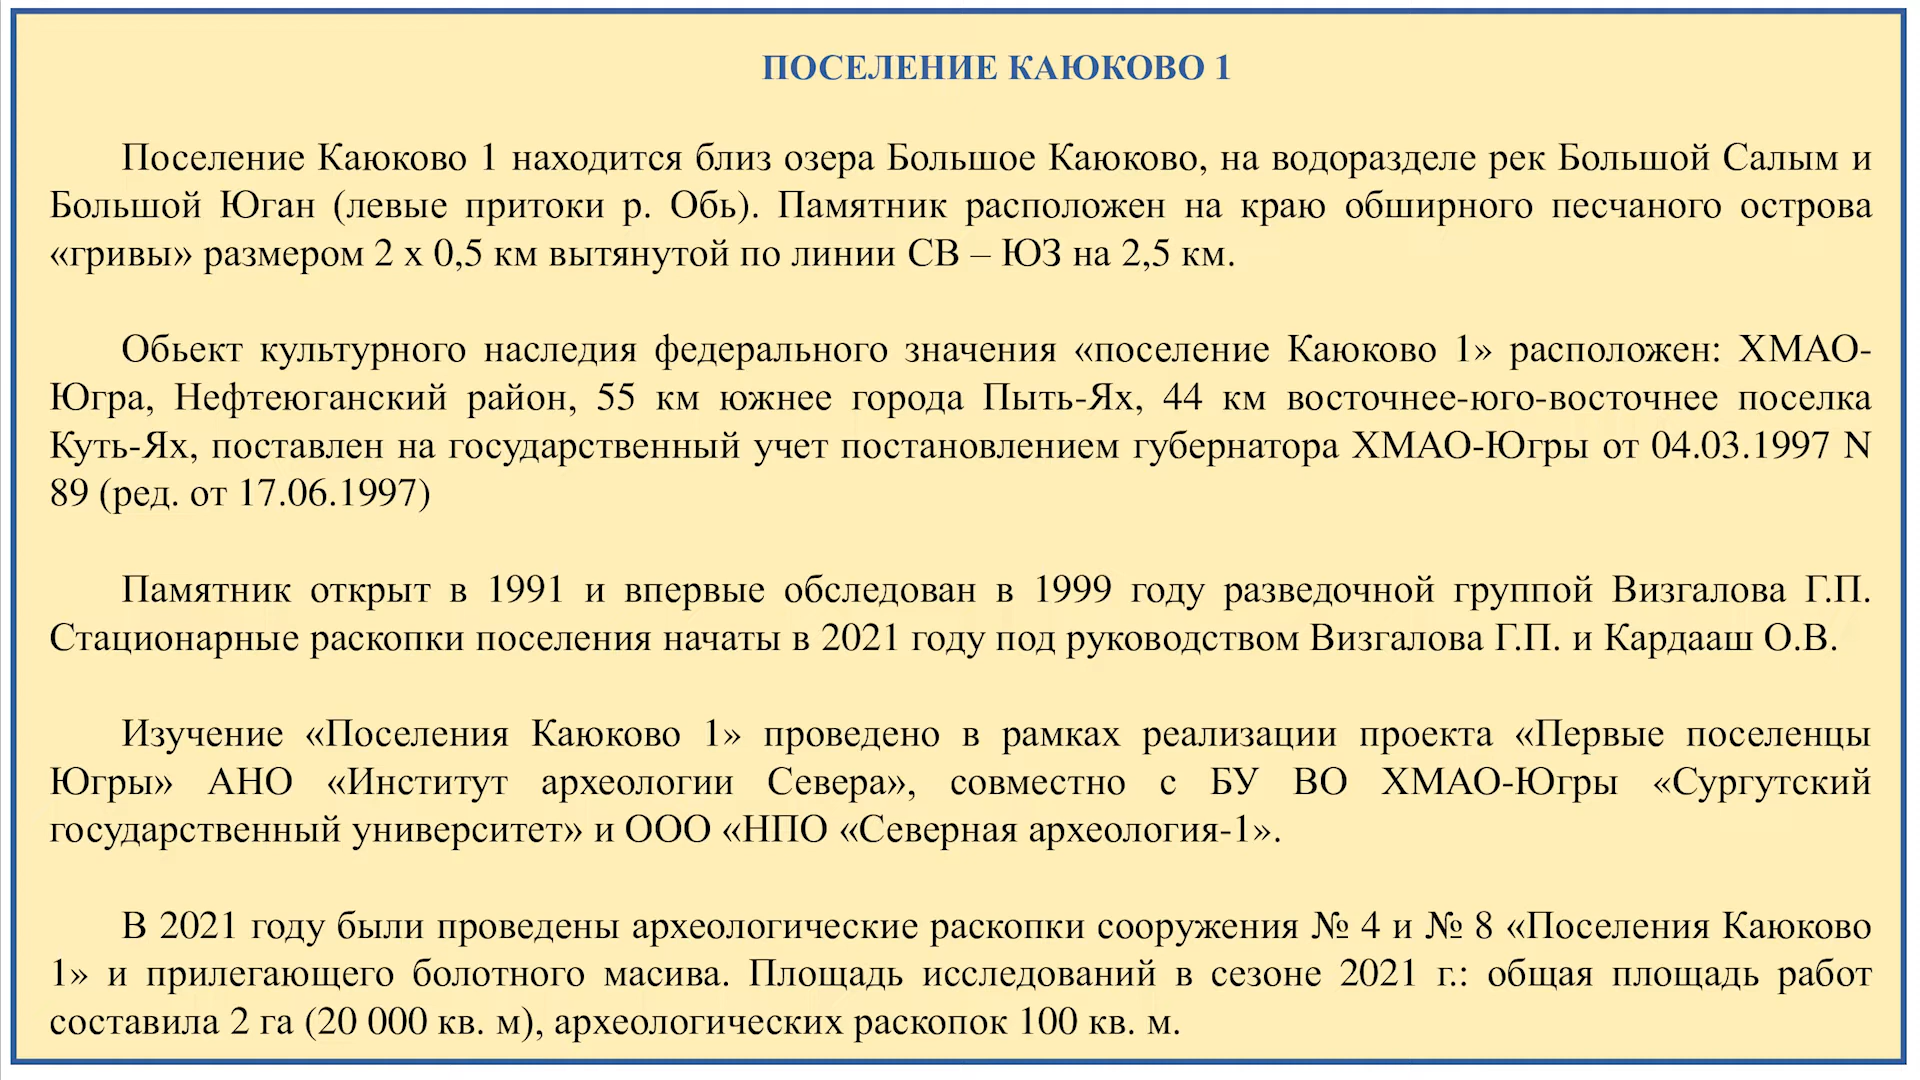 ПОСЕЛЕНИЕ КАЮКОВО 1
Поселение Каюково 1 находится близ озера Большое Каюково, на водоразделе рек Большой Салым и
Большой Юган (левые притоки р. Обь). Памятник расположен на краю обширного песчаного острова
«гривы» размером 2 х 0,5 км вытянутой по линии СВ – ЮЗ на 2,5 км.
Обьект культурного наследия федерального значения «поселение Каюково 1» расположен: ХМАО-
Югра, Нефтеюганский район, 55 км южнее города Пыть-Ях, 44 км восточнее-юго-восточнее поселка
Куть-Ях, поставлен на государственный учет постановлением губернатора ХМАО-Югры от 04.03.1997 N
89 (ред. от 17.06.1997)
Памятник открыт в 1991 и впервые обследован в 1999 году разведочной группой Визгалова Г.П.
Стационарные раскопки поселения начаты в 2021 году под руководством Визгалова Г.П. и Кардааш О.В.
Изучение «Поселения Каюково 1» проведено в рамках реализации проекта «Первые поселенцы
Югры» АНО «Институт археологии Севера», совместно с БУ ВО ХМАО-Югры «Сургутский
государственный университет» и ООО «НПО «Северная археология-1».
В 2021 году были проведены археологические раскопки сооружения № 4 и № 8 «Поселения Каюково
1» и прилегающего болотного масива. Площадь исследований в сезоне 2021 г.: общая площадь работ
составила 2 га (20 000 кв. м), археологических раскопок 100 кв. м.